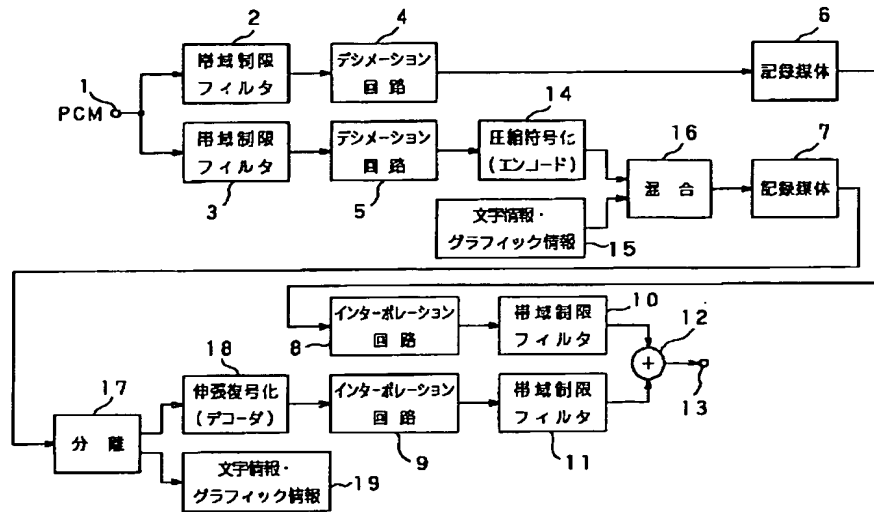 2
4
6
帯域制限
フィルタ
デシメーション
回路
記録媒体
1
PCM
14
16
7
帯域制限
フィルタ
デシメーション
回路
圧縮符号化
(エンコード)
混合
記録媒体
3
5
文字情報・
グラフィック情報
15
10
インターポレーション
回路
帯域制限
フィルタ
12
8
+
13
17
18
伸張復号化
(デコーダ)
インターポレーション
回路
帯域制限
フィルタ
分離
9
11
文字情報・
グラフィック情報
19